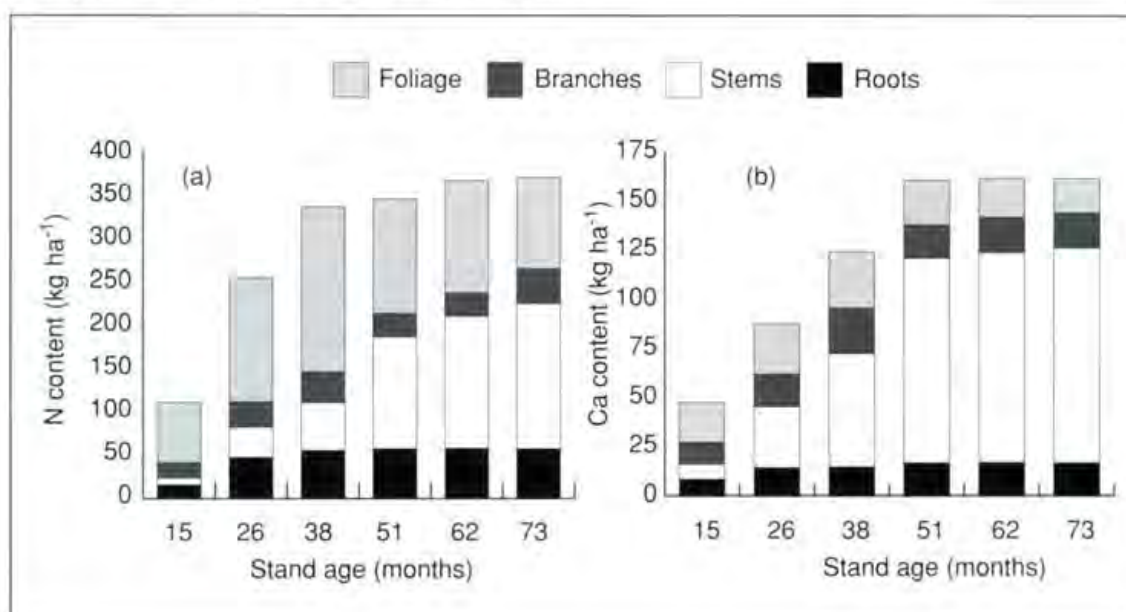 Foliage Branches Stems Roots
(a)
N content (kg ha⁻¹)
400
350
300
250
200
150
100
50
0
15 26 38 51 62 73
Stand age (months)
(b)
Ca content (kg ha⁻¹)
175
150
125
100
75
50
25
0
15 26 38 51 62 73
Stand age (months)